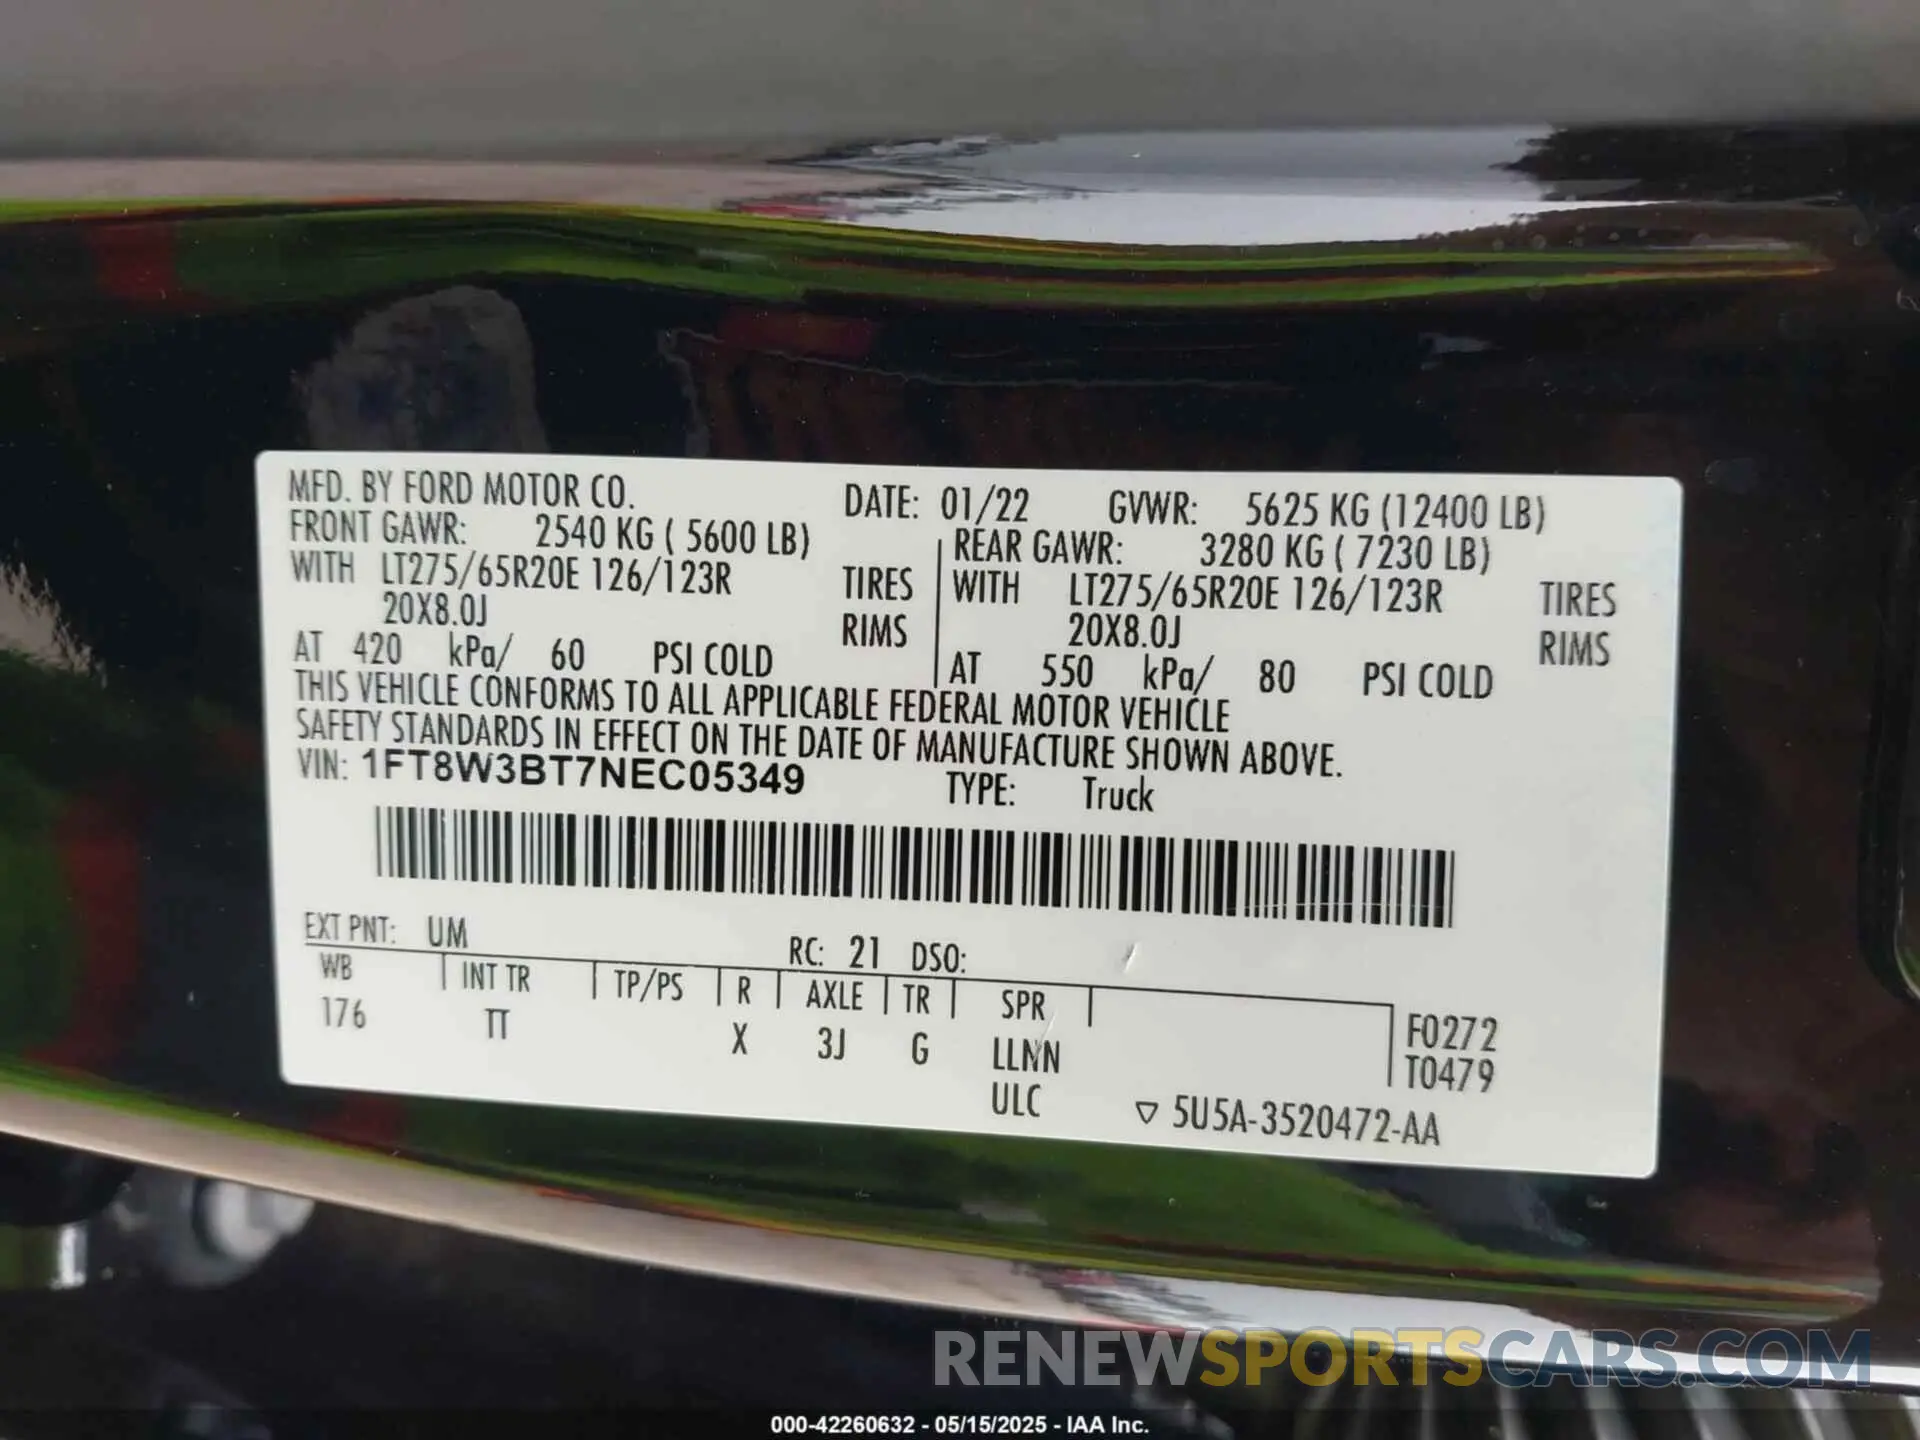 MFD. BY FORD MOTOR CO. DATE: 01/22 GVWR: 5625 KG (12400 LB)
FRONT GAWR: 2540 KG ( 5600 LB) REAR GAWR: 3280 KG ( 7230 LB)
WITH LT275/65R20E 126/123R TIRES WITH LT275/65R20E 126/123R TIRES
20X8.0J RIMS 20X8.0J RIMS
AT 420 kPa/ 60 PSI COLD AT 550 kPa/ 80 PSI COLD
THIS VEHICLE CONFORMS TO ALL APPLICABLE FEDERAL MOTOR VEHICLE
SAFETY STANDARDS IN EFFECT ON THE DATE OF MANUFACTURE SHOWN ABOVE.
VIN: 1FT8W3BT7NEC05349 TYPE: Truck
EXT PNT: UM RC: 21 DSO:
WB INT TR TP/PS R AXLE TR SPR
176 TT X 3J G LLNN F0272
ULC T0479
▽ 5U5A-3520472-AA
RENEWSPORTSCARS.COM
000-42260632 - 05/15/2025 - IAA Inc.